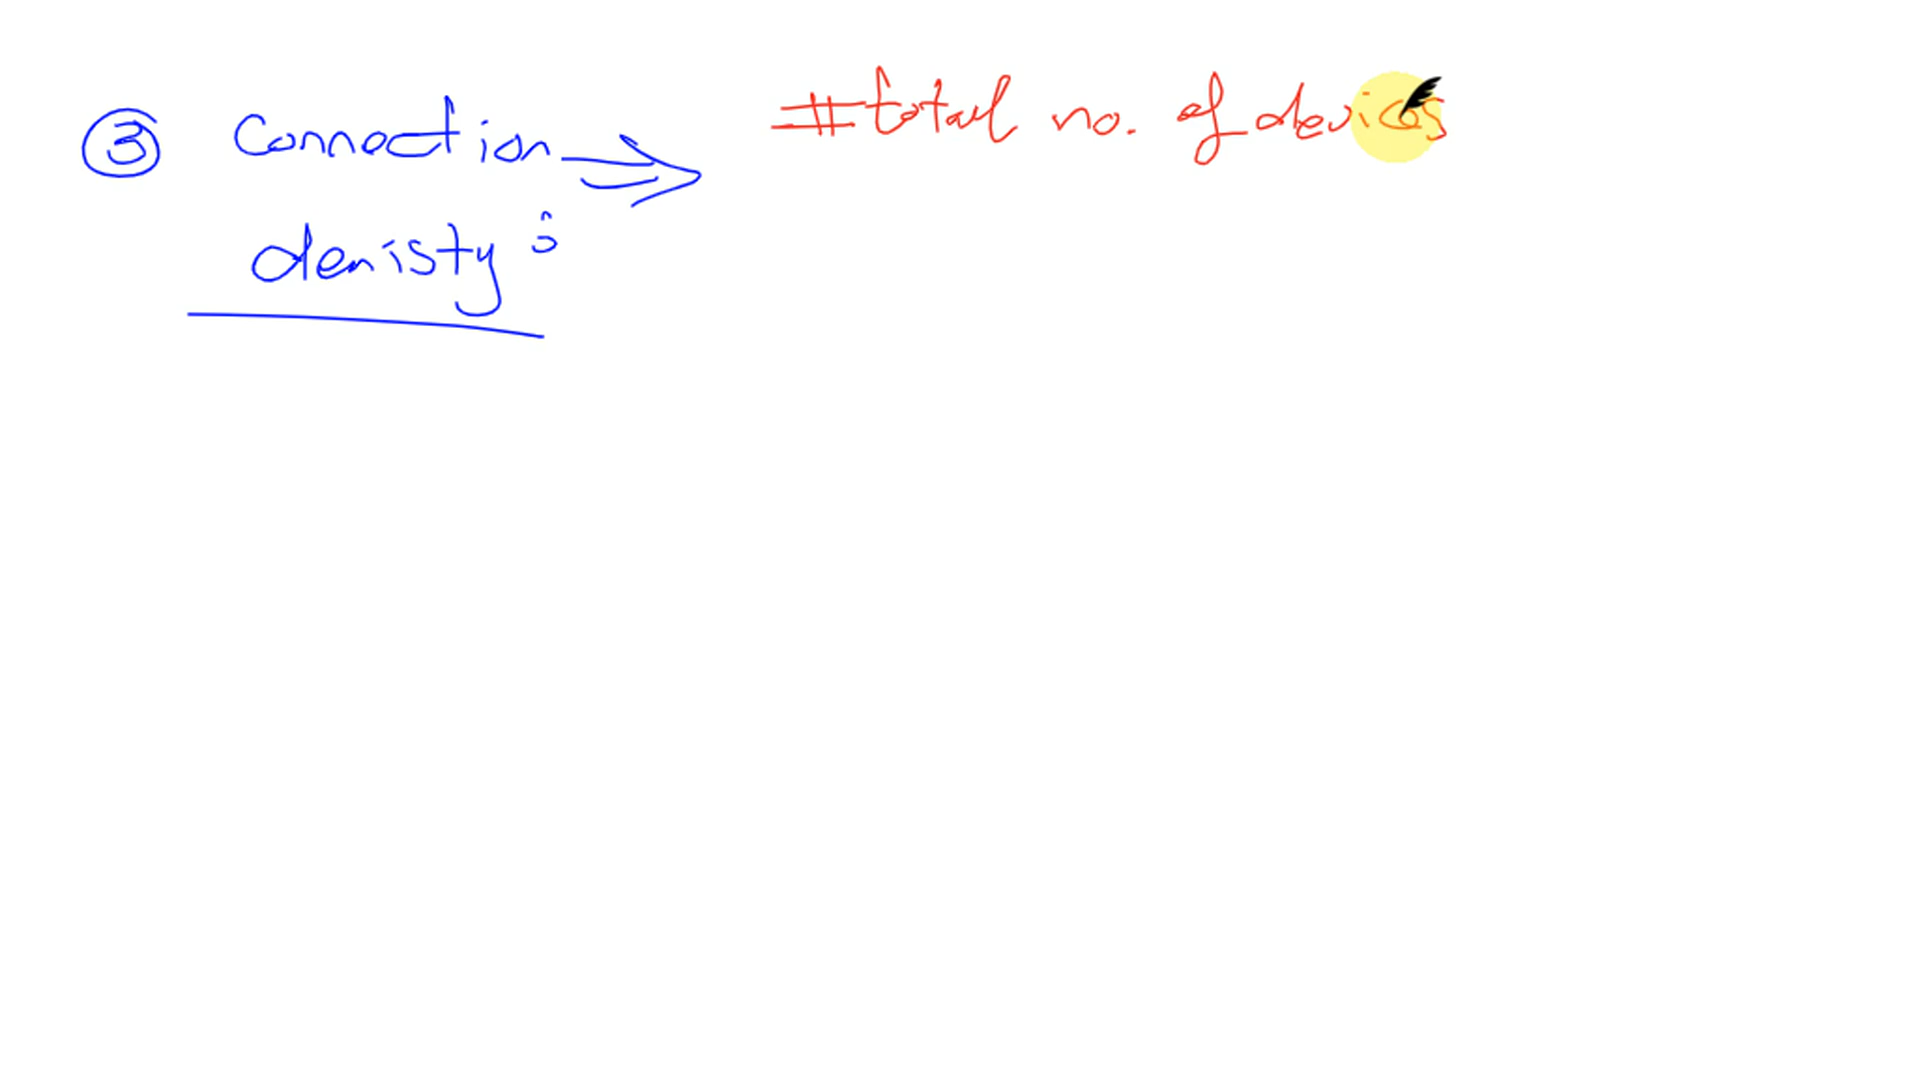 ③ Connection ⇒ # total no. of devices
denisty :